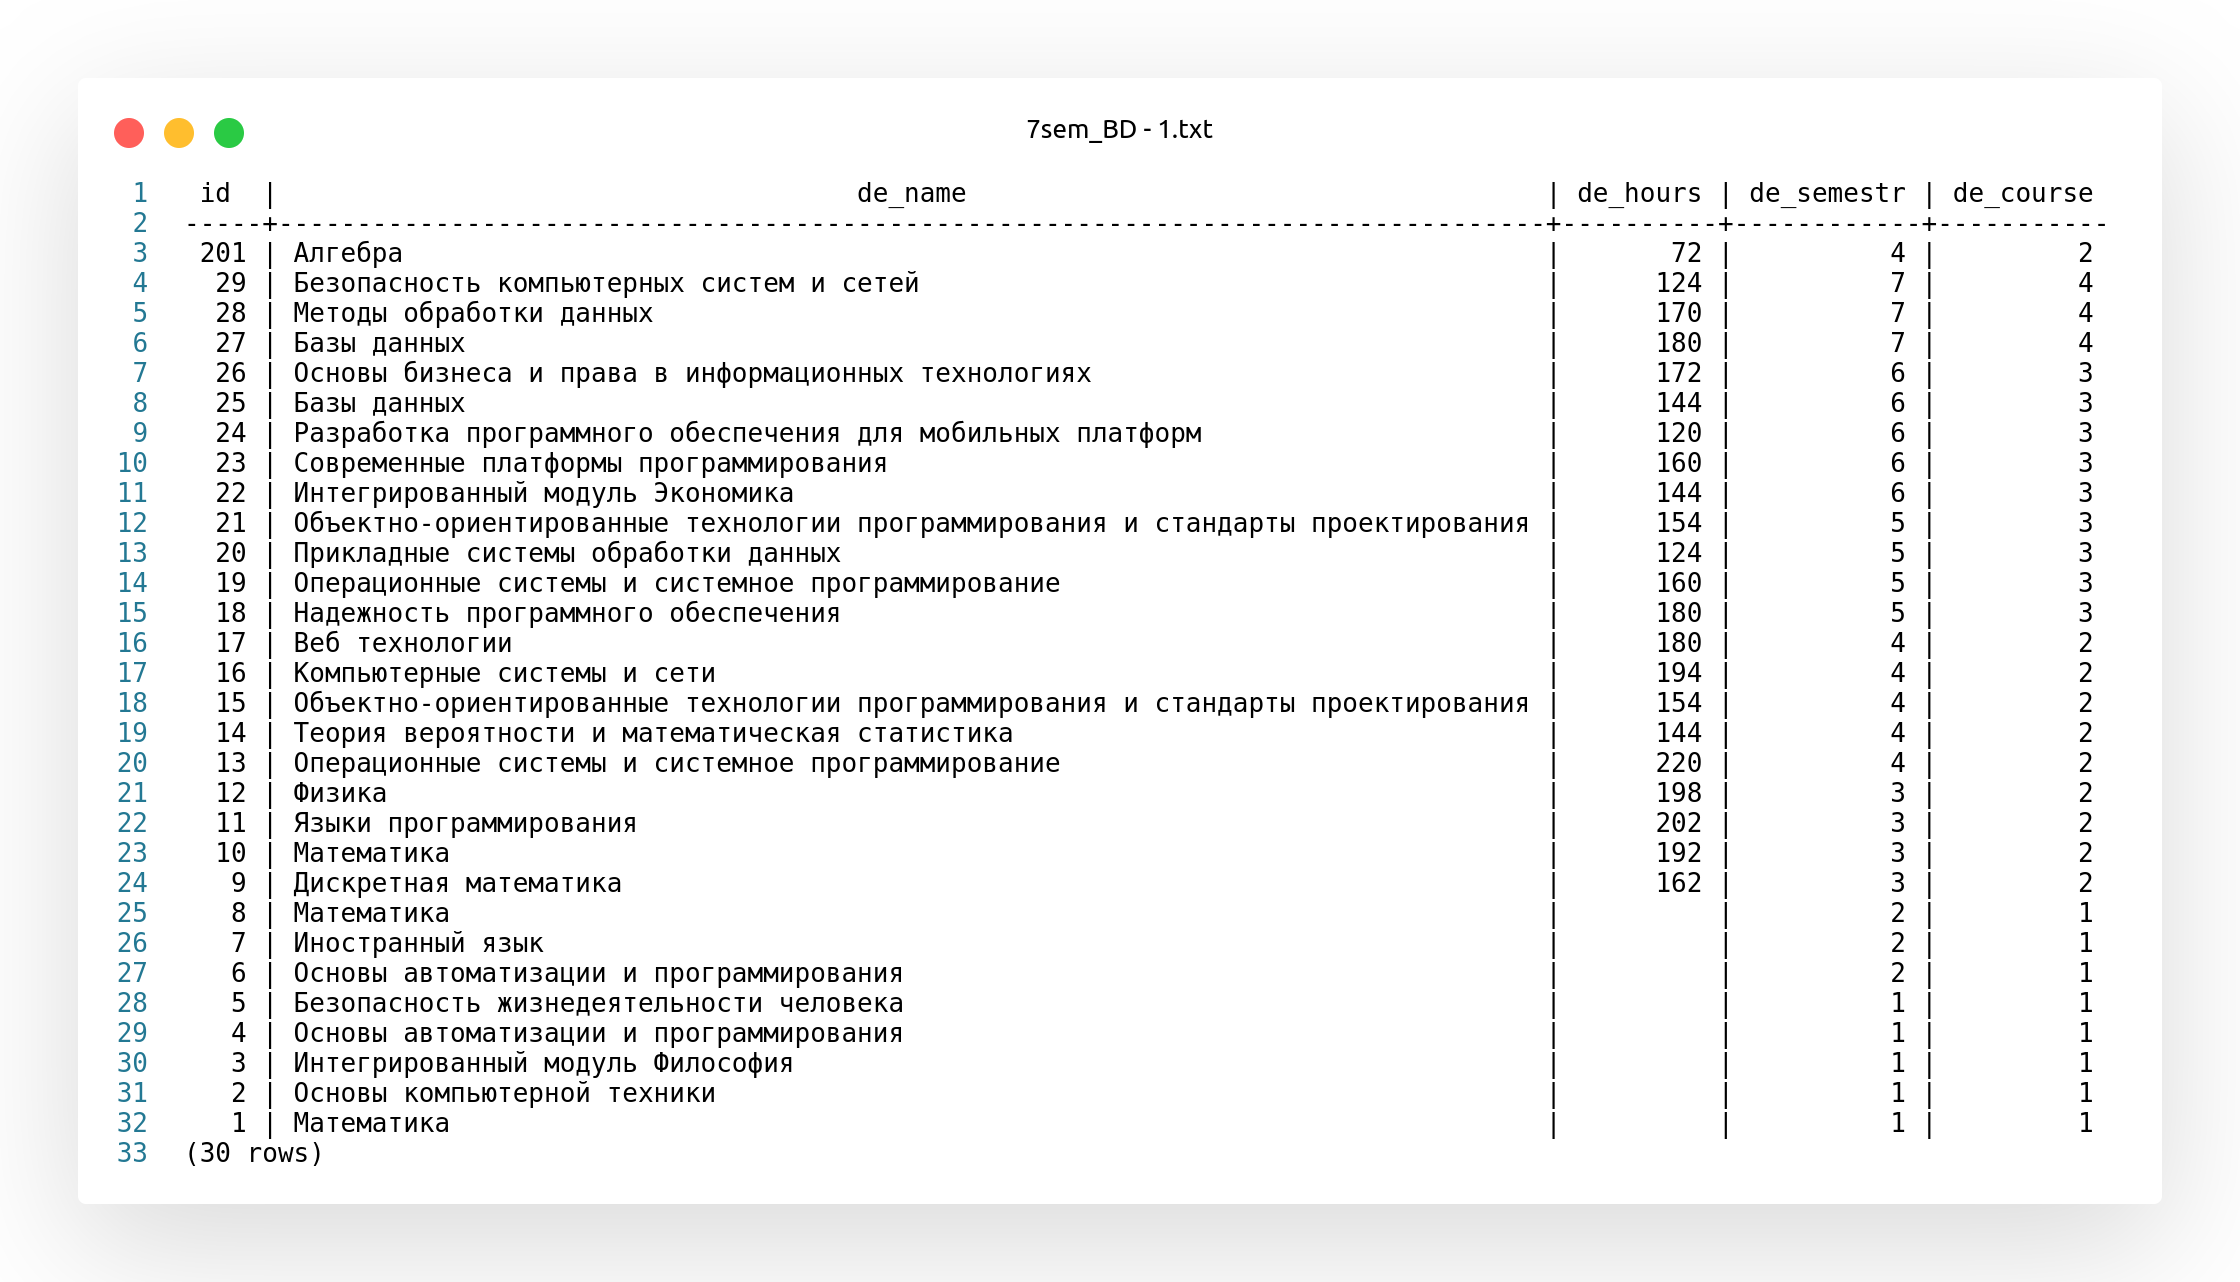 7sem_BD - 1.txt
1 id | de_name | de_hours | de_semestr | de_course
2 -----+---------------------------------------------------------------------------------+----------+------------+-----------
3 201 | Алгебра | 72 | 4 | 2
4 29 | Безопасность компьютерных систем и сетей | 124 | 7 | 4
5 28 | Методы обработки данных | 170 | 7 | 4
6 27 | Базы данных | 180 | 7 | 4
7 26 | Основы бизнеса и права в информационных технологиях | 172 | 6 | 3
8 25 | Базы данных | 144 | 6 | 3
9 24 | Разработка программного обеспечения для мобильных платформ | 120 | 6 | 3
10 23 | Современные платформы программирования | 160 | 6 | 3
11 22 | Интегрированный модуль Экономика | 144 | 6 | 3
12 21 | Объектно-ориентированные технологии программирования и стандарты проектирования | 154 | 5 | 3
13 20 | Прикладные системы обработки данных | 124 | 5 | 3
14 19 | Операционные системы и системное программирование | 160 | 5 | 3
15 18 | Надежность программного обеспечения | 180 | 5 | 3
16 17 | Веб технологии | 180 | 4 | 2
17 16 | Компьютерные системы и сети | 194 | 4 | 2
18 15 | Объектно-ориентированные технологии программирования и стандарты проектирования | 154 | 4 | 2
19 14 | Теория вероятности и математическая статистика | 144 | 4 | 2
20 13 | Операционные системы и системное программирование | 220 | 4 | 2
21 12 | Физика | 198 | 3 | 2
22 11 | Языки программирования | 202 | 3 | 2
23 10 | Математика | 192 | 3 | 2
24 9 | Дискретная математика | 162 | 3 | 2
25 8 | Математика | | 2 | 1
26 7 | Иностранный язык | | 2 | 1
27 6 | Основы автоматизации и программирования | | 2 | 1
28 5 | Безопасность жизнедеятельности человека | | 1 | 1
29 4 | Основы автоматизации и программирования | | 1 | 1
30 3 | Интегрированный модуль Философия | | 1 | 1
31 2 | Основы компьютерной техники | | 1 | 1
32 1 | Математика | | 1 | 1
33 (30 rows)